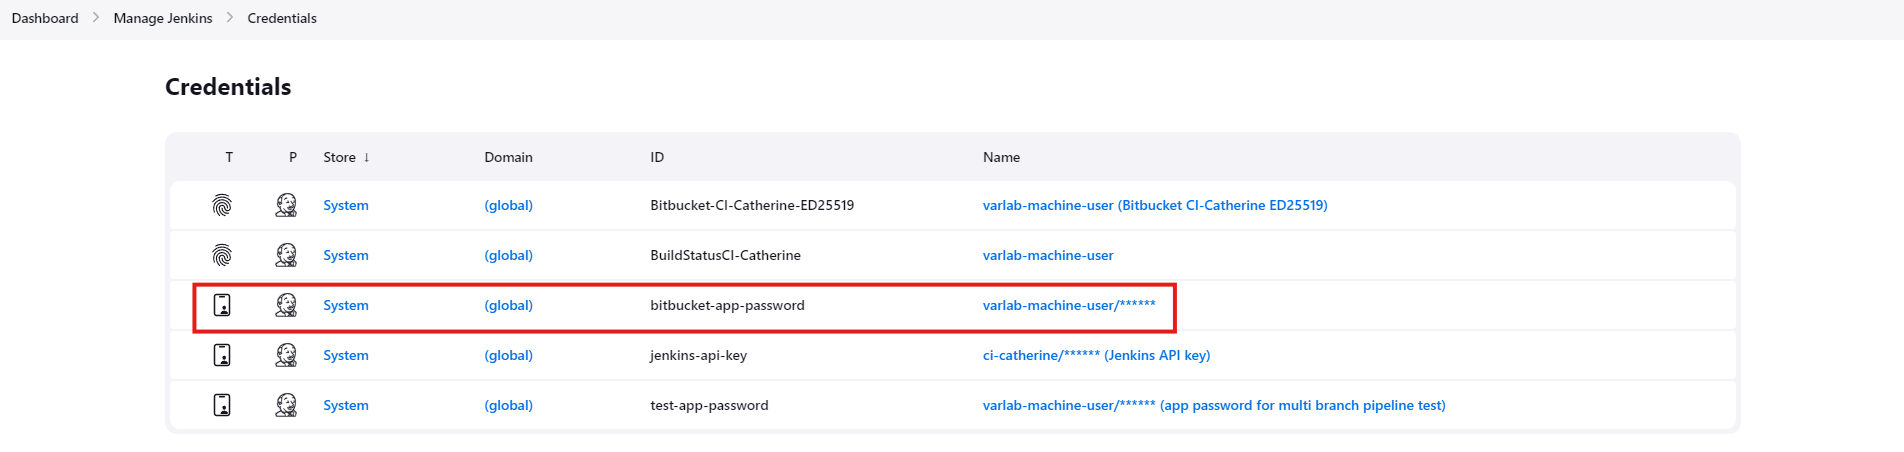 Dashboard > Manage Jenkins > Credentials
Credentials
T P Store ↓ Domain ID Name
System (global) Bitbucket-CI-Catherine-ED25519 varlab-machine-user (Bitbucket CI-Catherine ED25519)
System (global) BuildStatusCI-Catherine varlab-machine-user
System (global) bitbucket-app-password varlab-machine-user/******
System (global) jenkins-api-key ci-catherine/****** (Jenkins API key)
System (global) test-app-password varlab-machine-user/****** (app password for multi branch pipeline test)